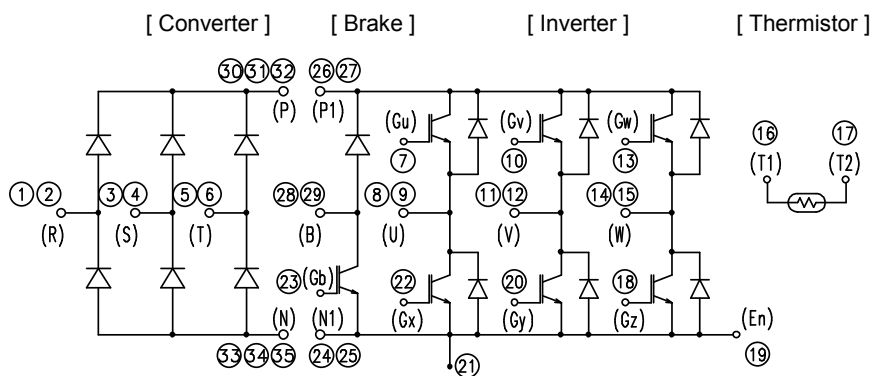 [ Converter ] [ Brake ] [ Inverter ] [ Thermistor ]
30 31 32 26 27
(P) (P1) (Gu) (Gv) (Gw)
7 10 13 16 17
(T1) (T2)
1 2 3 4 5 6 28 29 8 9 11 12 14 15
(R) (S) (T) (B) (U) (V) (W)
23 (Gb) 22 20 18
(N) (N1) (Gx) (Gy) (Gz) (En)
33 34 35 24 25 21 19